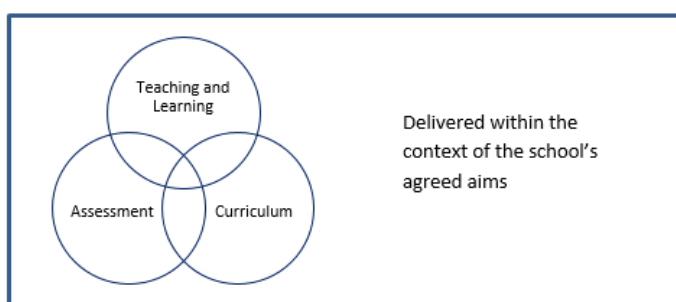 Teaching and
Learning
Assessment
Curriculum
Delivered within the
context of the school’s
agreed aims